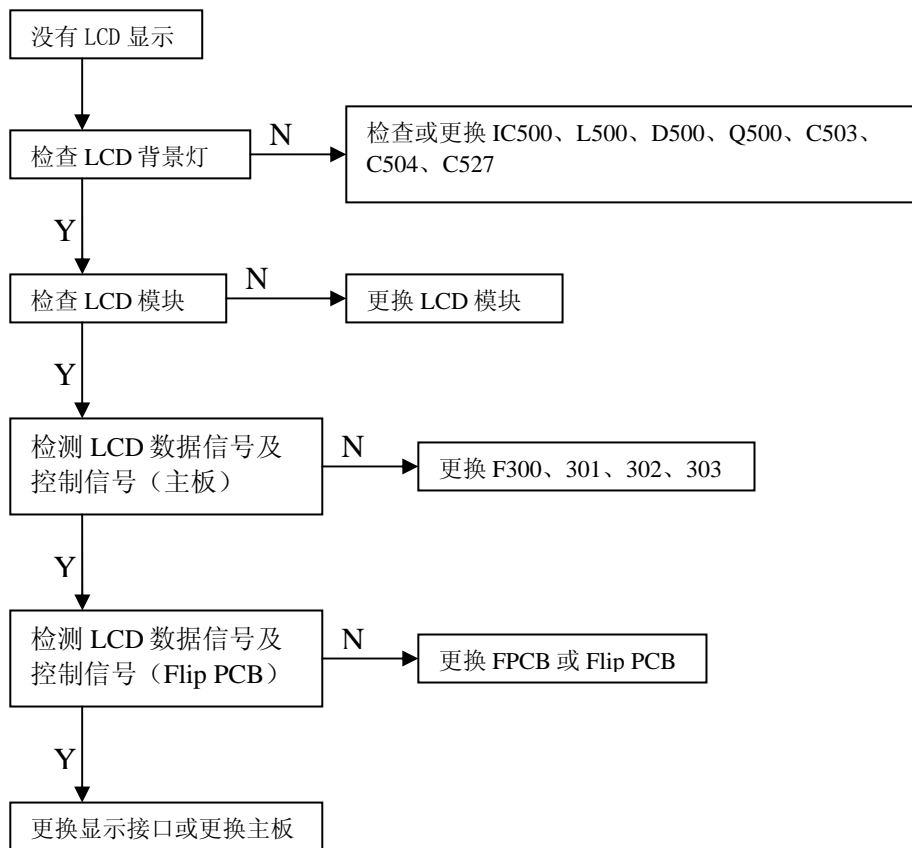 没有 LCD 显示
检查 LCD 背景灯
N
检查或更换 IC500、L500、D500、Q500、C503、
C504、C527
Y
检查 LCD 模块
N
更换 LCD 模块
Y
检测 LCD 数据信号及
控制信号（主板）
N
更换 F300、301、302、303
Y
检测 LCD 数据信号及
控制信号（Flip PCB）
N
更换 FPCB 或 Flip PCB
Y
更换显示接口或更换主板